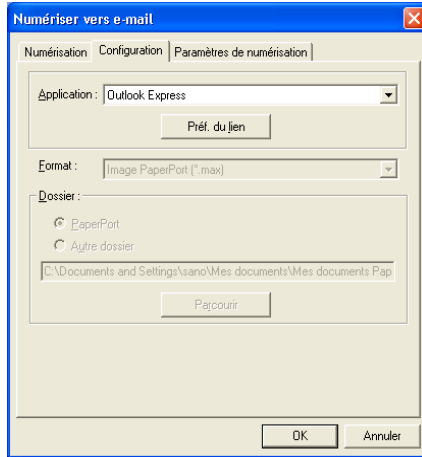 Numériser vers e-mail
Numérisation Configuration Paramètres de numérisation
Application : Outlook Express
Préf. du lien
Format : Image PaperPort (*.max)
Dossier :
PaperPort
Autre dossier
C:\Documents and Settings\sano\Mes documents\Mes documents Pap
Parcourir
OK Annuler